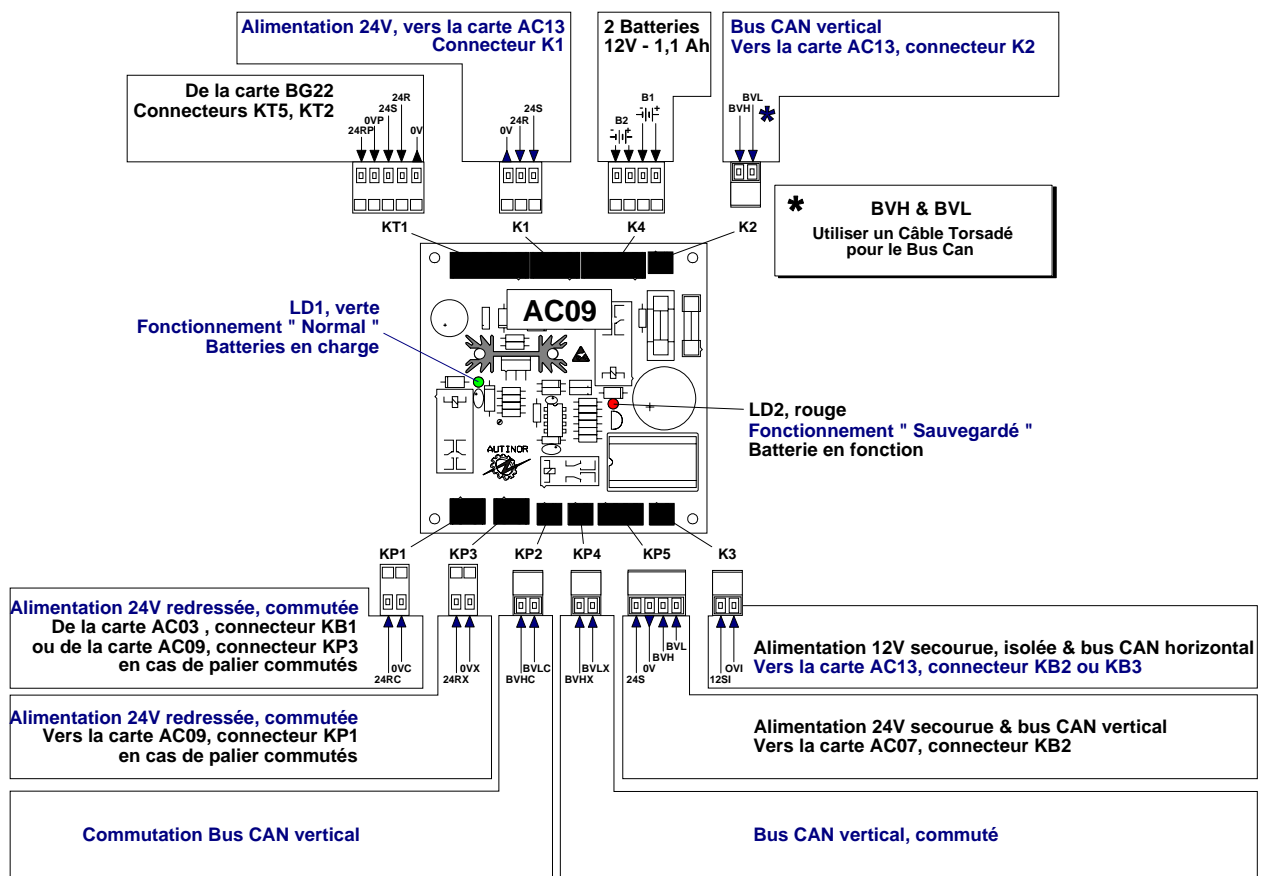 Alimentation 24V, vers la carte AC13
Connecteur K1
2 Batteries
12V - 1,1 Ah
Bus CAN vertical
Vers la carte AC13, connecteur K2
De la carte BG22
Connecteurs KT5, KT2
24RP
0VP
24S
24R
0V
0V
24R
24S
B2
B1
BVH
BVL
*
KT1
K1
K4
K2
* BVH & BVL
Utiliser un Câble Torsadé
pour le Bus Can
AC09
LD1, verte
Fonctionnement " Normal "
Batteries en charge
LD2, rouge
Fonctionnement " Sauvegardé "
Batterie en fonction
AUTINOR
KP1
KP3
KP2
KP4
KP5
K3
24RC
0VC
24RX
0VX
BVHC
BVLC
BVHX
BVLX
24S
0V
BVH
BVL
12SI
OVI
Alimentation 24V redressée, commutée
De la carte AC03 , connecteur KB1
ou de la carte AC09, connecteur KP3
en cas de palier commutés
Alimentation 12V secourue, isolée & bus CAN horizontal
Vers la carte AC13, connecteur KB2 ou KB3
Alimentation 24V redressée, commutée
Vers la carte AC09, connecteur KP1
en cas de palier commutés
Alimentation 24V secourue & bus CAN vertical
Vers la carte AC07, connecteur KB2
Commutation Bus CAN vertical
Bus CAN vertical, commuté